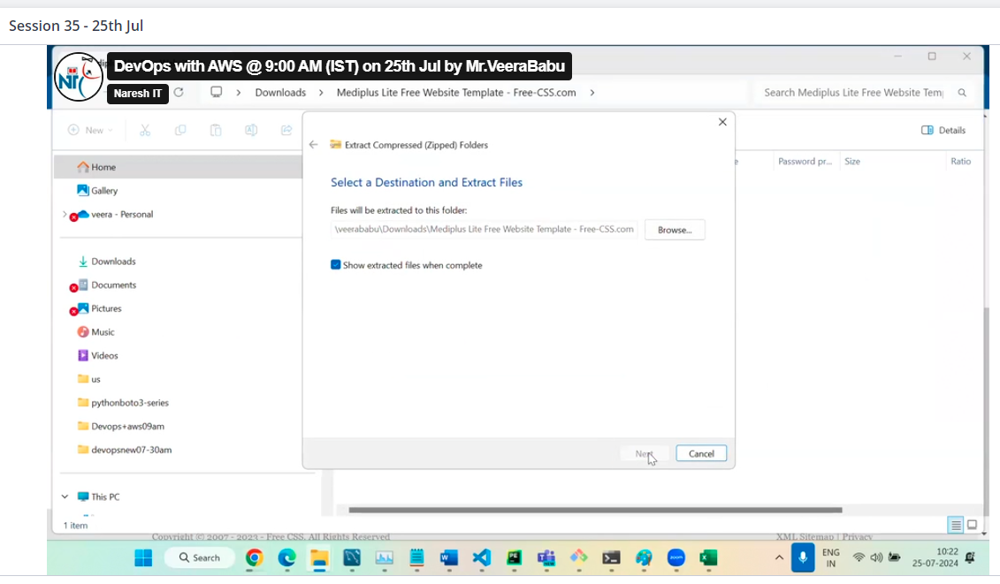 Session 35 - 25th Jul
DevOps with AWS @ 9:00 AM (IST) on 25th Jul by Mr.VeeraBabu
Naresh IT
Downloads > Mediplus Lite Free Website Template - Free-CSS.com >
Search Mediplus Lite Free Website Temp
New
Details
Extract Compressed (Zipped) Folders
Password pr...
Size
Ratio
Home
Select a Destination and Extract Files
Gallery
Files will be extracted to this folder:
veera - Personal
\veerababu\Downloads\Mediplus Lite Free Website Template - Free-CSS.com
Browse...
Downloads
Show extracted files when complete
Documents
Pictures
Music
Videos
us
pythonboto3-series
Devops+aws09am
devopsnew07-30am
Next
Cancel
This PC
1 item
Copyright © 2007 - 2023 - Free CSS. All Rights Reserved
XML Sitemap | Privacy
Search
ENG
IN
10:22
25-07-2024